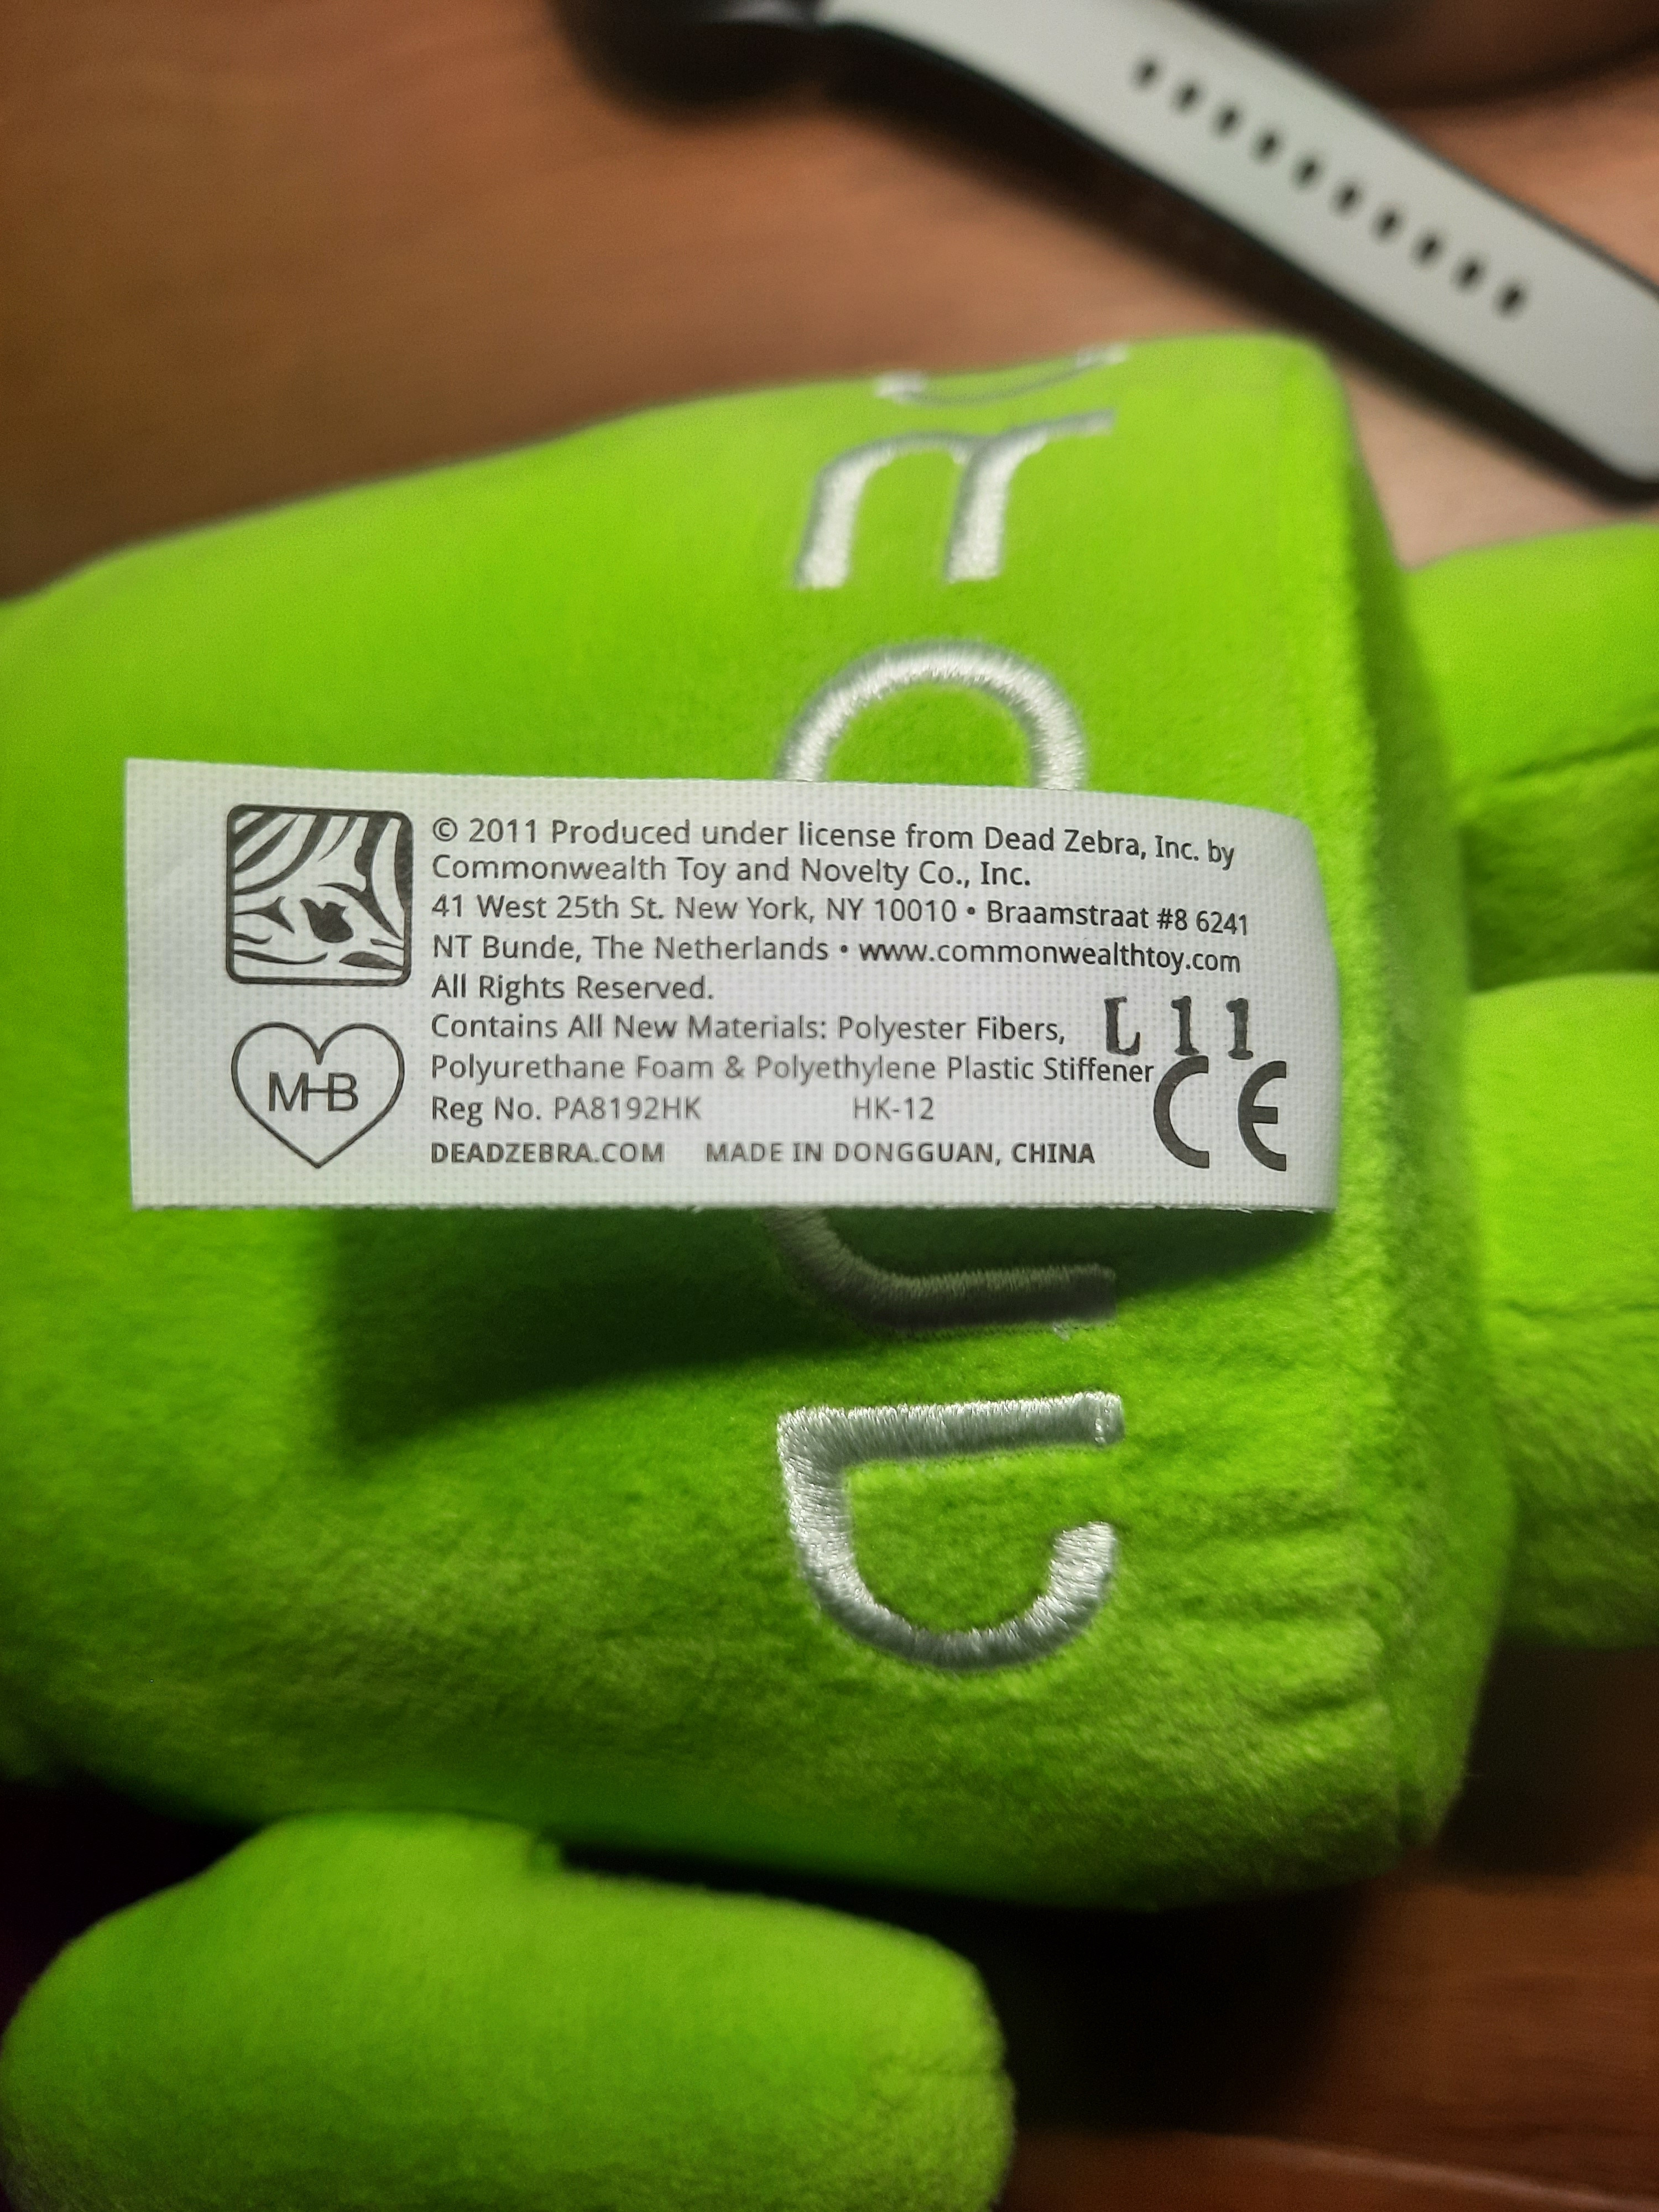 © 2011 Produced under license from Dead Zebra, Inc. by
Commonwealth Toy and Novelty Co., Inc.
41 West 25th St. New York, NY 10010 • Braamstraat #8 6241
NT Bunde, The Netherlands • www.commonwealthtoy.com
All Rights Reserved.
Contains All New Materials: Polyester Fibers,
L 11
Polyurethane Foam & Polyethylene Plastic Stiffener
CE
MHB
Reg No. PA8192HK HK-12
DEADZEBRA.COM MADE IN DONGGUAN, CHINA